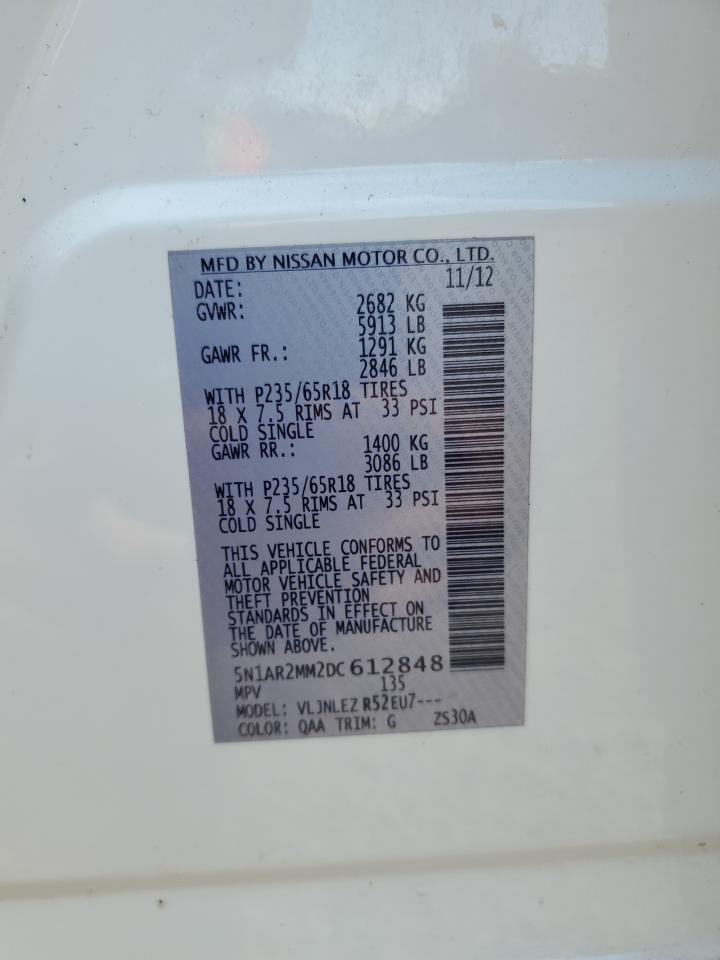 MFD BY NISSAN MOTOR CO., LTD.
DATE: 11/12
GVWR: 2682 KG
5913 LB
GAWR FR.: 1291 KG
2846 LB
WITH P235/65R18 TIRES
18 X 7.5 RIMS AT 33 PSI
COLD SINGLE
GAWR RR.: 1400 KG
3086 LB
WITH P235/65R18 TIRES
18 X 7.5 RIMS AT 33 PSI
COLD SINGLE
THIS VEHICLE CONFORMS TO
ALL APPLICABLE FEDERAL
MOTOR VEHICLE SAFETY AND
THEFT PREVENTION
STANDARDS IN EFFECT ON
THE DATE OF MANUFACTURE
SHOWN ABOVE.
5N1AR2MM2DC612848
MPV 135
MODEL: VLJNLEZ R52EU7---
COLOR: QAA TRIM: G ZS30A